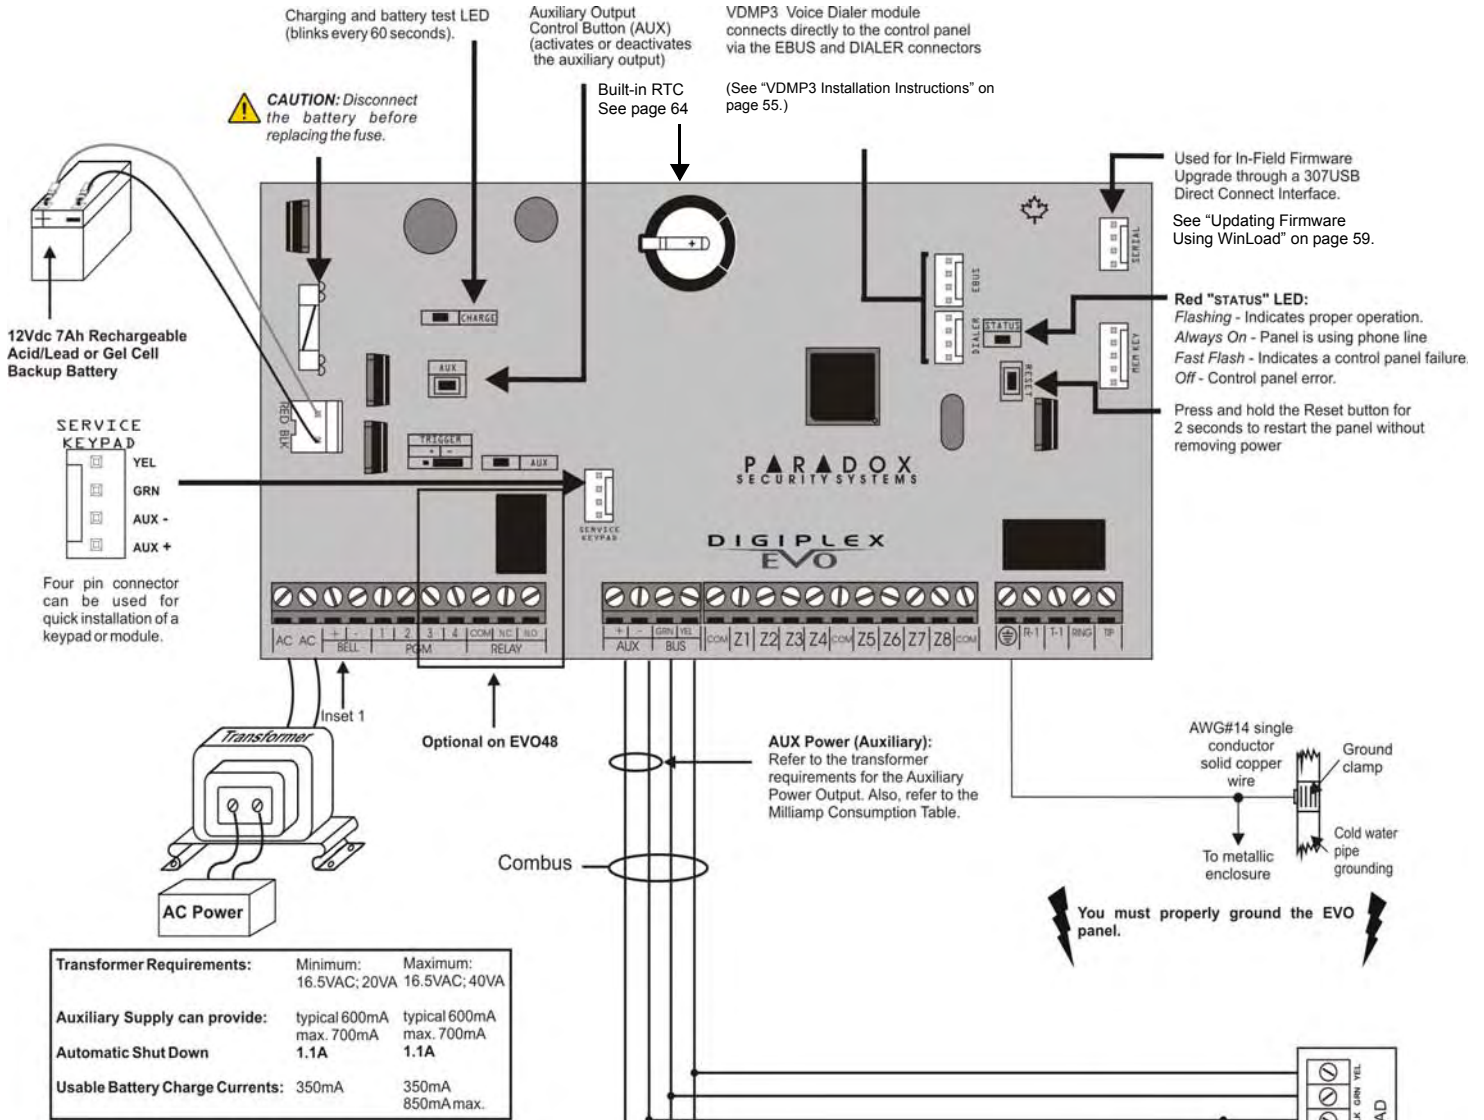 Charging and battery test LED
(blinks every 60 seconds).
Auxiliary Output
Control Button (AUX)
(activates or deactivates
the auxiliary output)
VDMP3 Voice Dialer module
connects directly to the control panel
via the EBUS and DIALER connectors
(See “VDMP3 Installation Instructions” on
page 55.)
Built-in RTC
See page 64
CAUTION: Disconnect
the battery before
replacing the fuse.
Used for In-Field Firmware
Upgrade through a 307USB
Direct Connect Interface.
See “Updating Firmware
Using WinLoad” on page 59.
Red "STATUS" LED:
Flashing - Indicates proper operation.
Always On - Panel is using phone line
Fast Flash - Indicates a control panel failure.
Off - Control panel error.
Press and hold the Reset button for
2 seconds to restart the panel without
removing power
12Vdc 7Ah Rechargeable
Acid/Lead or Gel Cell
Backup Battery
SERVICE
KEYPAD
YEL
GRN
AUX -
AUX +
Four pin connector
can be used for
quick installation of a
keypad or module.
CHARGE
AUX
RED BLK
TRIGGER
+ -
AUX
SERVICE
KEYPAD
+
EBUS
DIALER
STATUS
RESET
SERIAL
MEM KEY
PARADOX
SECURITY SYSTEMS
DIGIPLEX
EVO
AC AC + - 1 2 3 4 COM NC NO
BELL PGM RELAY
+ - GRN YEL
AUX BUS
COM Z1 Z2 Z3 Z4 COM Z5 Z6 Z7 Z8 COM
R-1 T-1 RING TIP
Inset 1
Optional on EVO48
Transformer
AC Power
AUX Power (Auxiliary):
Refer to the transformer
requirements for the Auxiliary
Power Output. Also, refer to the
Milliamp Consumption Table.
Combus
AWG#14 single
conductor
solid copper
wire
Ground
clamp
To metallic
enclosure
Cold water
pipe
grounding
You must properly ground the EVO
panel.
Transformer Requirements: Minimum: Maximum:
16.5VAC; 20VA 16.5VAC; 40VA
Auxiliary Supply can provide: typical 600mA typical 600mA
max. 700mA max. 700mA
Automatic Shut Down 1.1A 1.1A
Usable Battery Charge Currents: 350mA 350mA
850mA max.
YEL
GRN